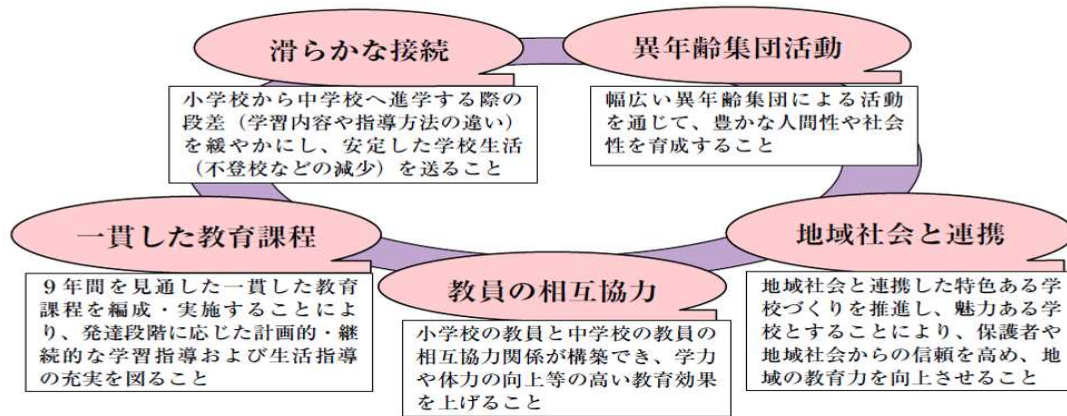 滑らかな接続
小学校から中学校へ進学する際の
段差（学習内容や指導方法の違い）
を緩やかにし、安定した学校生活
（不登校などの減少）を送ること
異年齢集団活動
幅広い異年齢集団による活動
を通じて、豊かな人間性や社会
性を育成すること
一貫した教育課程
９年間を見通した一貫した教育
課程を編成・実施することによ
り、発達段階に応じた計画的・継
続的な学習指導および生活指導
の充実を図ること
教員の相互協力
小学校の教員と中学校の教員の
相互協力関係が構築でき、学力
や体力の向上等の高い教育効果
を上げること
地域社会と連携
地域社会と連携した特色ある学
校づくりを推進し、魅力ある学
校とすることにより、保護者や
地域社会からの信頼を高め、地
域の教育力を向上させること